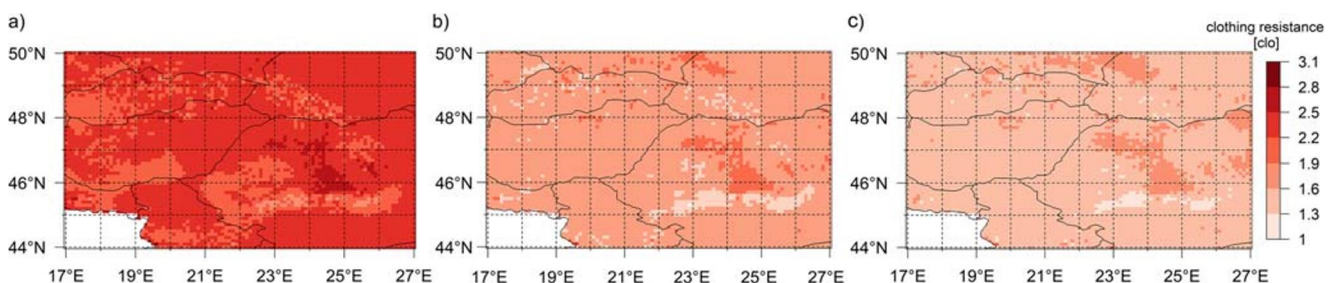 a)
50°N
48°N
46°N
44°N
17°E 19°E 21°E 23°E 25°E 27°E
b)
50°N
48°N
46°N
44°N
17°E 19°E 21°E 23°E 25°E 27°E
c)
50°N
48°N
46°N
44°N
17°E 19°E 21°E 23°E 25°E 27°E
clothing resistance
[clo]
3.1
2.8
2.5
2.2
1.9
1.6
1.3
1